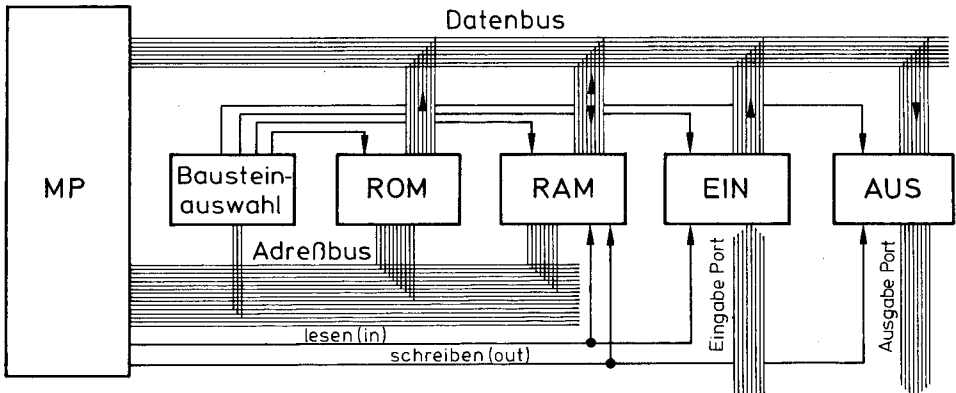 Datenbus
MP
Baustein-
auswahl
ROM
RAM
EIN
AUS
Adreßbus
lesen (in)
schreiben (out)
Eingabe Port
Ausgabe Port